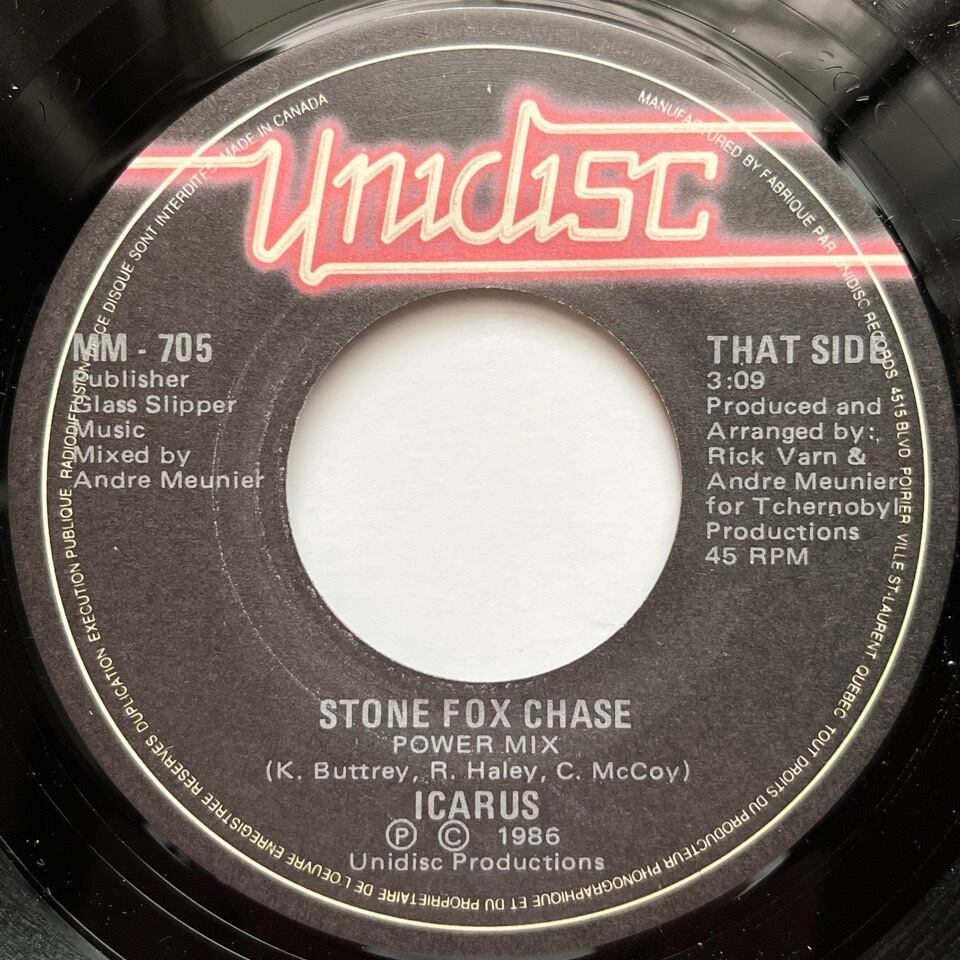 Unidisc
MANUFACTURED BY FABRIQUE PAR UNIDISC RECORDS 4515 BLVD POIRIER VILLE ST-LAURENT QUEBEC TOUT DROITS DU PRODUCTEUR PHONOGRAPHIQUE ET DU PROPRIETAIRE DE L'OEUVRE ENREGISTREE RESERVES DUPLICATION EXECUTION PUBLIQUE RADIODIFFUSION DE CE DISQUE SONT INTERDITES MADE IN CANADA
MM - 705
Publisher
Glass Slipper
Music
Mixed by
Andre Meunier
THAT SIDE
3:09
Produced and
Arranged by:,
Rick Varn &
Andre Meunier
for Tchernobyl
Productions
45 RPM
STONE FOX CHASE
POWER MIX
(K. Buttrey, R. Haley, C. McCoy)
ICARUS
Ⓟ © 1986
Unidisc Productions